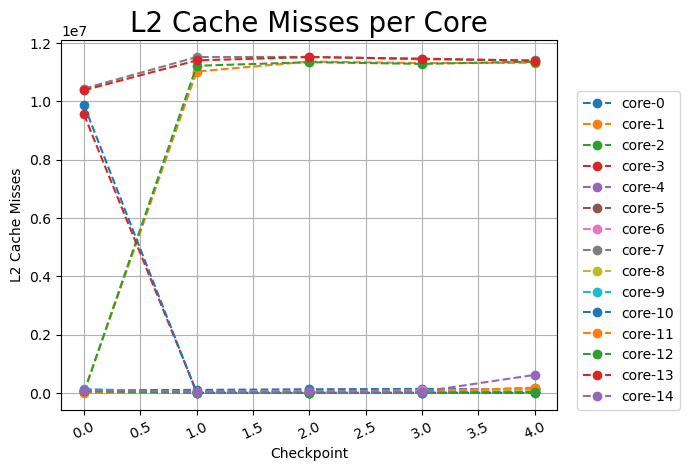 L2 Cache Misses per Core
1e7
1.2
1.0
0.8
0.6
0.4
0.2
0.0
L2 Cache Misses
0.0 0.5 1.0 1.5 2.0 2.5 3.0 3.5 4.0
Checkpoint
core-0
core-1
core-2
core-3
core-4
core-5
core-6
core-7
core-8
core-9
core-10
core-11
core-12
core-13
core-14